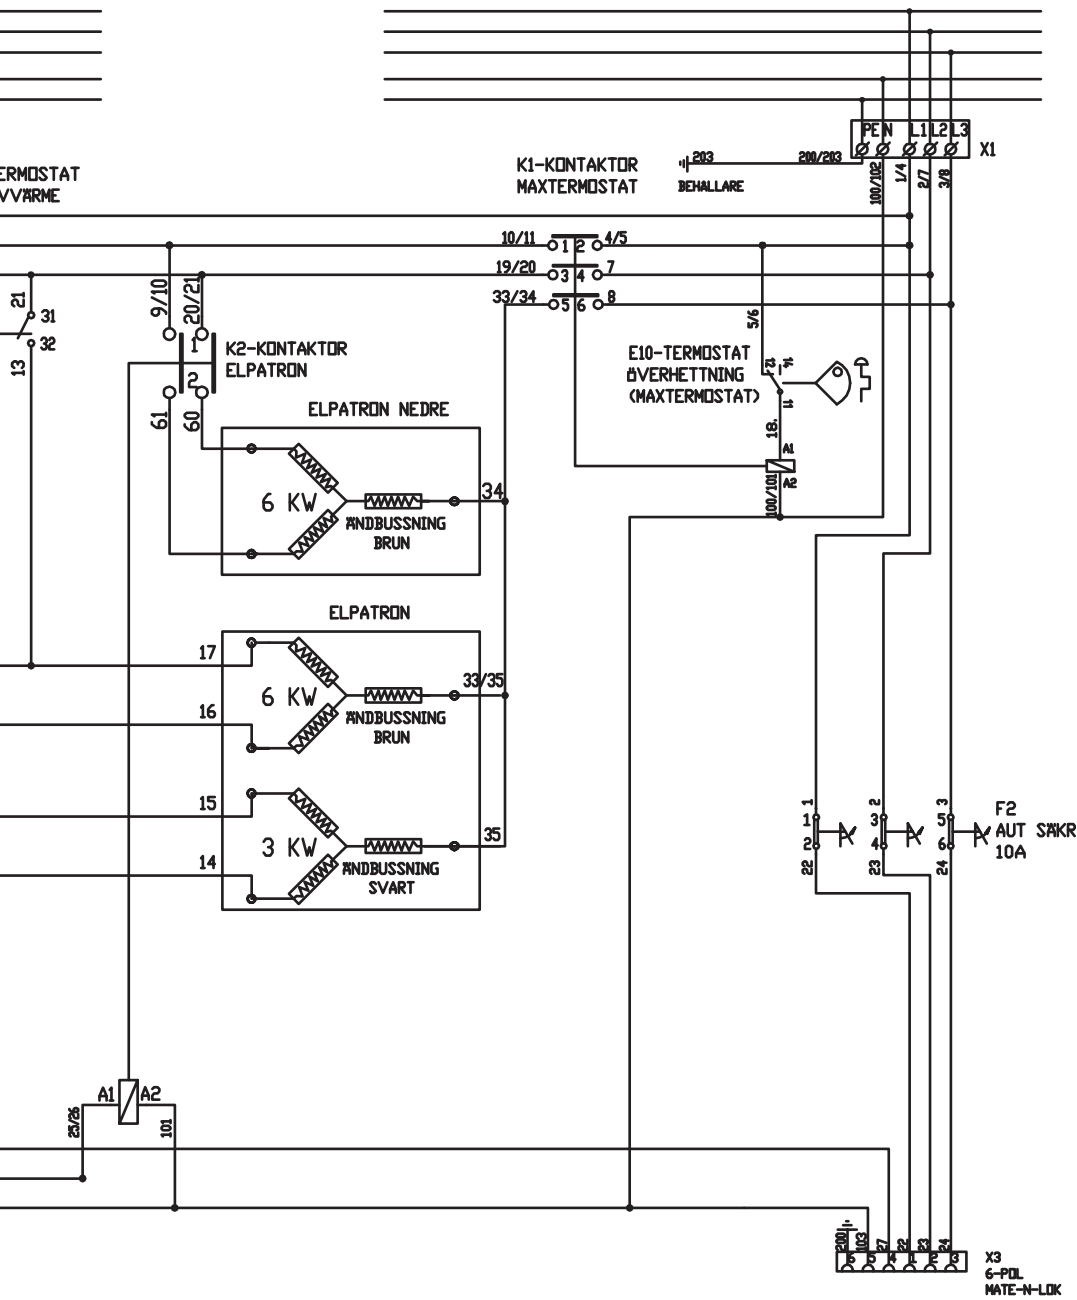 PE N L1 L2 L3
X1
ERMOSTAT
VVÄRME
K1-KONTAKTOR
MAXTERMOSTAT
203
200/203
BEHÅLLARE
100/102
1/4
2/7
3/8
10/11
1 2
4/5
19/20
3 4
7
33/34
5 6
8
21
31
32
13
9/10
20/21
1
2
K2-KONTAKTOR
ELPATRON
61
60
5/6
E10-TERMOSTAT
ÖVERHETTNING
(MAXTERMOSTAT)
12
14
11
18.
A1
A2
100/101
ELPATRON NEDRE
6 KW
34
ÄNDBUSSNING
BRUN
ELPATRON
17
6 KW
33/35
16
ÄNDBUSSNING
BRUN
15
3 KW
35
14
ÄNDBUSSNING
SVART
1
2
3
1
3
5
2
4
6
22
23
24
F2
AUT SÄKR
10A
A1
A2
25/26
101
200
103
27
22
23
24
6 5 4 1 2 3
X3
6-POL
MATE-N-LOK